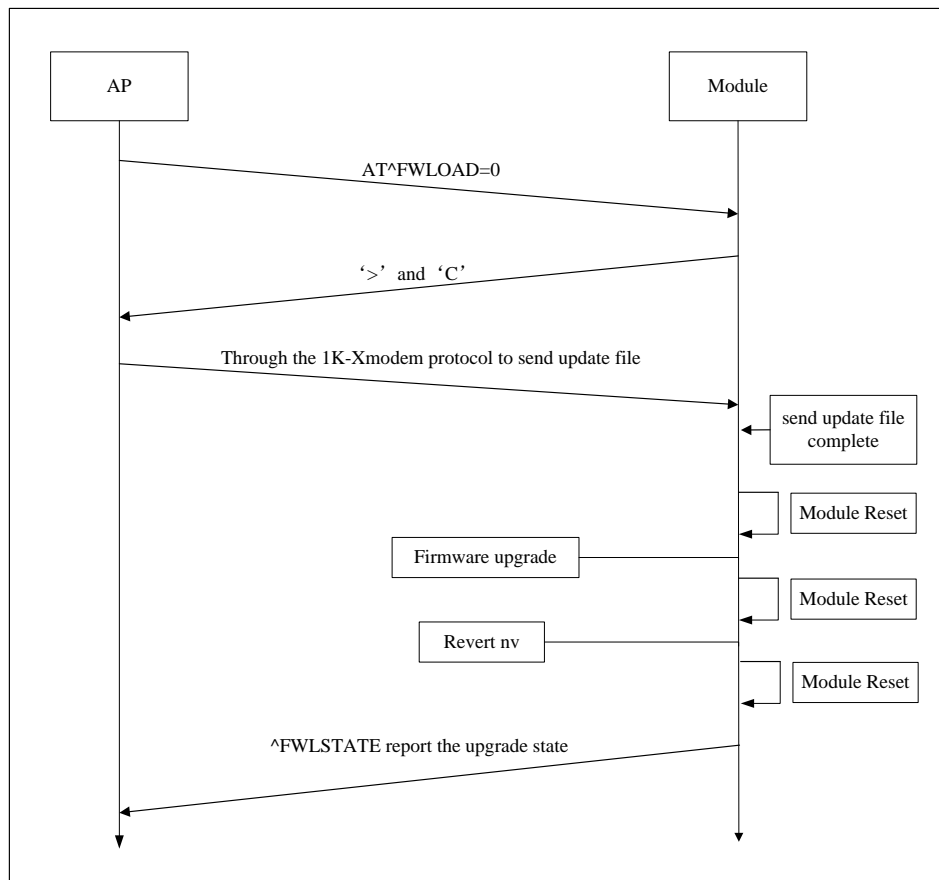 AP
Module
AT^FWLOAD=0
‘>’ and ‘C’
Through the 1K-Xmodem protocol to send update file
send update file
complete
Module Reset
Firmware upgrade
Module Reset
Revert nv
Module Reset
^FWLSTATE report the upgrade state